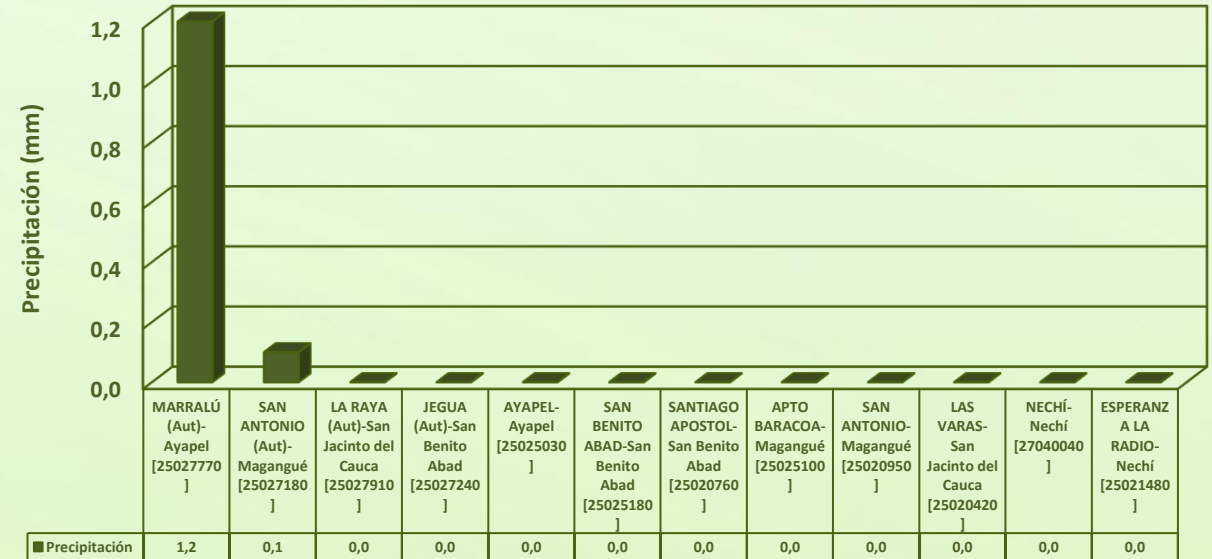 Precipitación (mm)
1,2
1,0
0,8
0,6
0,4
0,2
0,0
MARRALÚ
(Aut)-
Ayapel
[25027770
]
SAN
ANTONIO
(Aut)-
Magangué
[25027180
]
LA RAYA
(Aut)-San
Jacinto del
Cauca
[25027910
]
JEGUA
(Aut)-San
Benito
Abad
[25027240
]
AYAPEL-
Ayapel
[25025030
]
SAN
BENITO
ABAD-San
Benito
Abad
[25025180
]
SANTIAGO
APOSTOL-
San Benito
Abad
[25020760
]
APTO
BARACOA-
Magangué
[25025100
]
SAN
ANTONIO-
Magangué
[25020950
]
LAS
VARAS-
San
Jacinto del
Cauca
[25020420
]
NECHÍ-
Nechí
[27040040
]
ESPERANZ
A LA
RADIO-
Nechí
[25021480
]
Precipitación 1,2 0,1 0,0 0,0 0,0 0,0 0,0 0,0 0,0 0,0 0,0 0,0